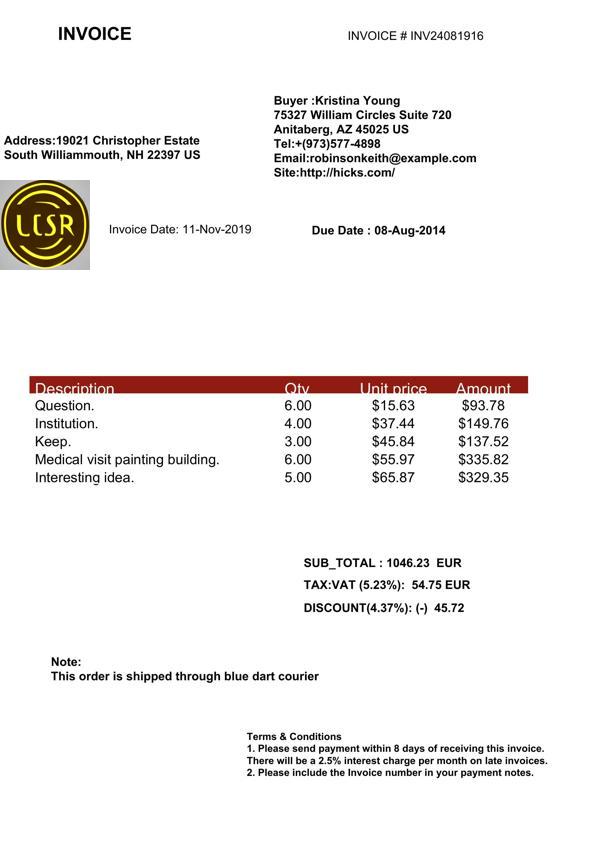 INVOICE
INVOICE # INV24081916
Buyer :Kristina Young
75327 William Circles Suite 720
Anitaberg, AZ 45025 US
Tel:+(973)577-4898
Email:robinsonkeith@example.com
Site:http://hicks.com/
Address:19021 Christopher Estate
South Williammouth, NH 22397 US
LCSR
Invoice Date: 11-Nov-2019
Due Date : 08-Aug-2014
Description Qty Unit price Amount
Question. 6.00 $15.63 $93.78
Institution. 4.00 $37.44 $149.76
Keep. 3.00 $45.84 $137.52
Medical visit painting building. 6.00 $55.97 $335.82
Interesting idea. 5.00 $65.87 $329.35
SUB_TOTAL : 1046.23 EUR
TAX:VAT (5.23%): 54.75 EUR
DISCOUNT(4.37%): (-) 45.72
Note:
This order is shipped through blue dart courier
Terms & Conditions
1. Please send payment within 8 days of receiving this invoice.
There will be a 2.5% interest charge per month on late invoices.
2. Please include the Invoice number in your payment notes.